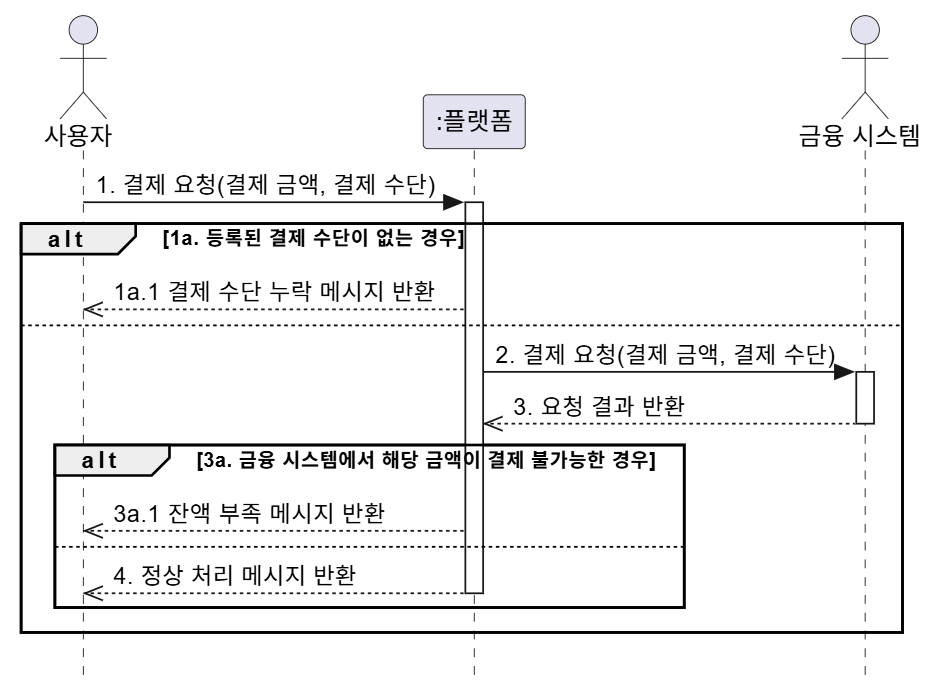 사용자
:플랫폼
금융 시스템
1. 결제 요청(결제 금액, 결제 수단)
alt [1a. 등록된 결제 수단이 없는 경우]
1a.1 결제 수단 누락 메시지 반환
2. 결제 요청(결제 금액, 결제 수단)
3. 요청 결과 반환
alt [3a. 금융 시스템에서 해당 금액이 결제 불가능한 경우]
3a.1 잔액 부족 메시지 반환
4. 정상 처리 메시지 반환